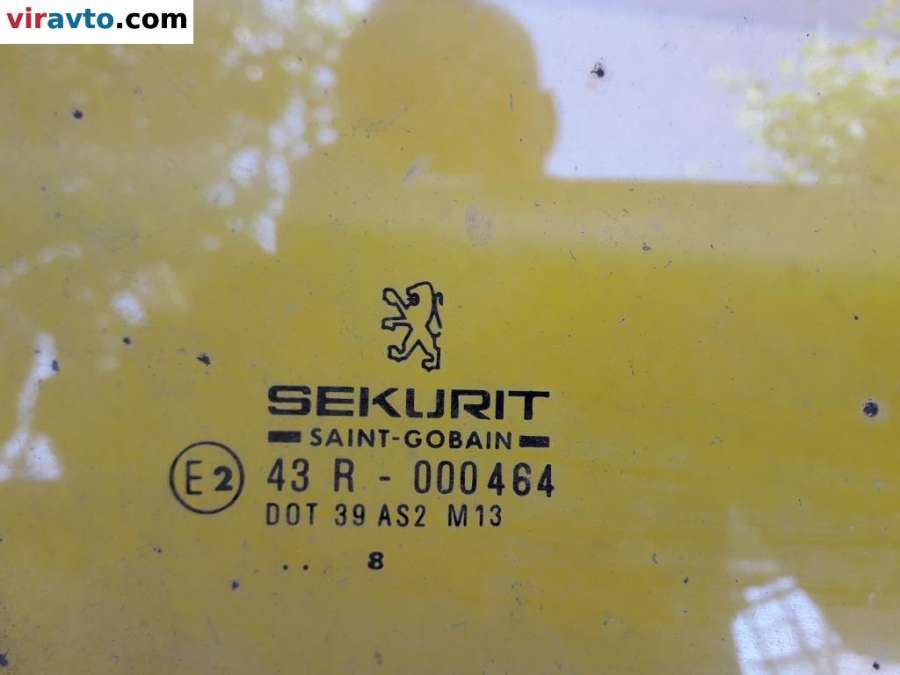 viravto.com
SEKURIT
SAINT-GOBAIN
E2 43 R - 000464
DOT 39 AS2 M13
.. 8